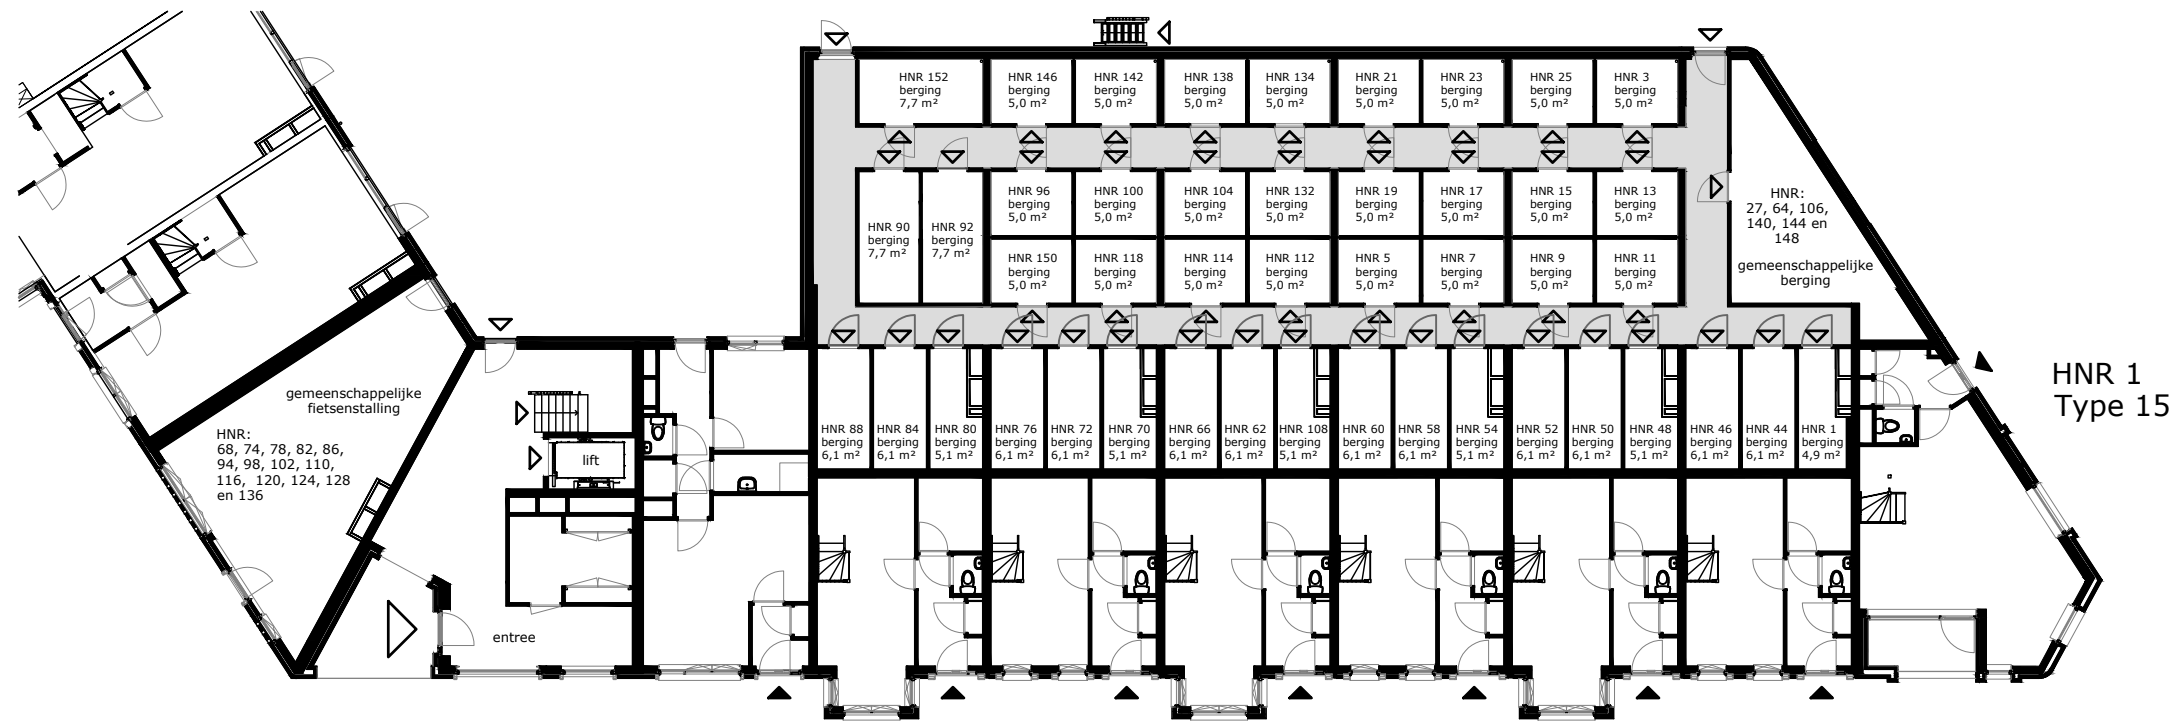 HNR 152
berging
7,7 m²
HNR 146
berging
5,0 m²
HNR 142
berging
5,0 m²
HNR 138
berging
5,0 m²
HNR 134
berging
5,0 m²
HNR 21
berging
5,0 m²
HNR 23
berging
5,0 m²
HNR 25
berging
5,0 m²
HNR 3
berging
5,0 m²
HNR 90
berging
7,7 m²
HNR 92
berging
7,7 m²
HNR 96
berging
5,0 m²
HNR 100
berging
5,0 m²
HNR 104
berging
5,0 m²
HNR 132
berging
5,0 m²
HNR 19
berging
5,0 m²
HNR 17
berging
5,0 m²
HNR 15
berging
5,0 m²
HNR 13
berging
5,0 m²
HNR:
27, 64, 106,
140, 144 en
148
gemeenschappelijke
berging
HNR 150
berging
5,0 m²
HNR 118
berging
5,0 m²
HNR 114
berging
5,0 m²
HNR 112
berging
5,0 m²
HNR 5
berging
5,0 m²
HNR 7
berging
5,0 m²
HNR 9
berging
5,0 m²
HNR 11
berging
5,0 m²
HNR 1
Type 15
gemeenschappelijke
fietsenstalling
HNR:
68, 74, 78, 82, 86,
94, 98, 102, 110,
116, 120, 124, 128
en 136
lift
entree
HNR 88
berging
6,1 m²
HNR 84
berging
6,1 m²
HNR 80
berging
5,1 m²
HNR 76
berging
6,1 m²
HNR 72
berging
6,1 m²
HNR 70
berging
5,1 m²
HNR 66
berging
6,1 m²
HNR 62
berging
6,1 m²
HNR 108
berging
5,1 m²
HNR 60
berging
6,1 m²
HNR 58
berging
6,1 m²
HNR 54
berging
5,1 m²
HNR 52
berging
6,1 m²
HNR 50
berging
6,1 m²
HNR 48
berging
5,1 m²
HNR 46
berging
6,1 m²
HNR 44
berging
6,1 m²
HNR 1
berging
4,9 m²